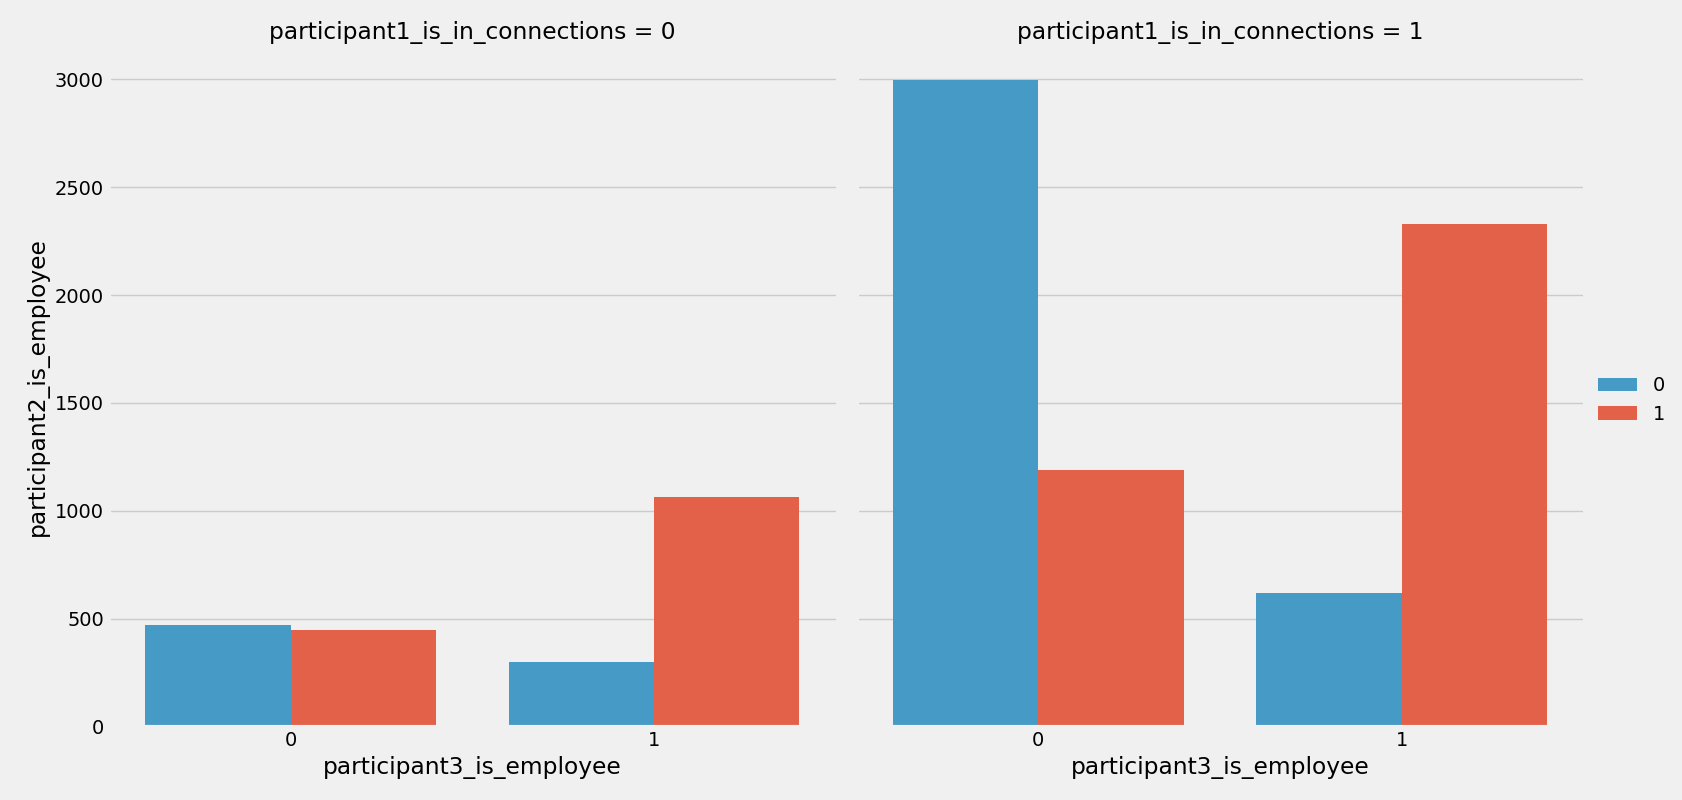 participant1_is_in_connections = 0
participant1_is_in_connections = 1
participant2_is_employee
3000
2500
2000
1500
1000
500
0
0 1
participant3_is_employee
0 1
participant3_is_employee
0
1